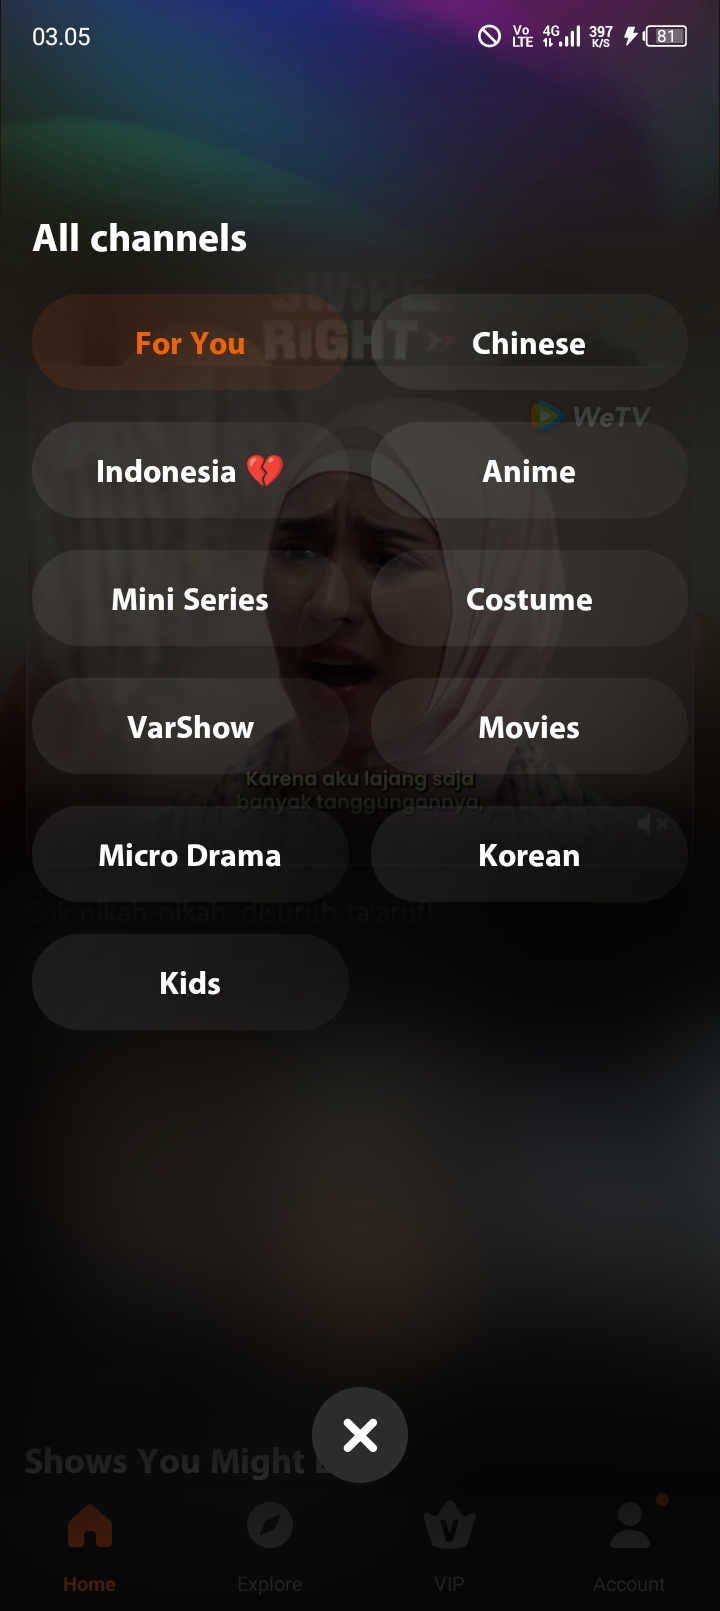 03.05
Vo LTE 4G 397 K/S 81
All channels
SWIPE
RIGHT
For You
Chinese
WeTV
Indonesia 💔
Anime
Mini Series
Costume
VarShow
Movies
Karena aku lajang saja
banyak tanggungannya,
Micro Drama
Korean
Gak nikah-nikah, disuruh ta'aruf!
Kids
Shows You Might
V
Home
Explore
VIP
Account